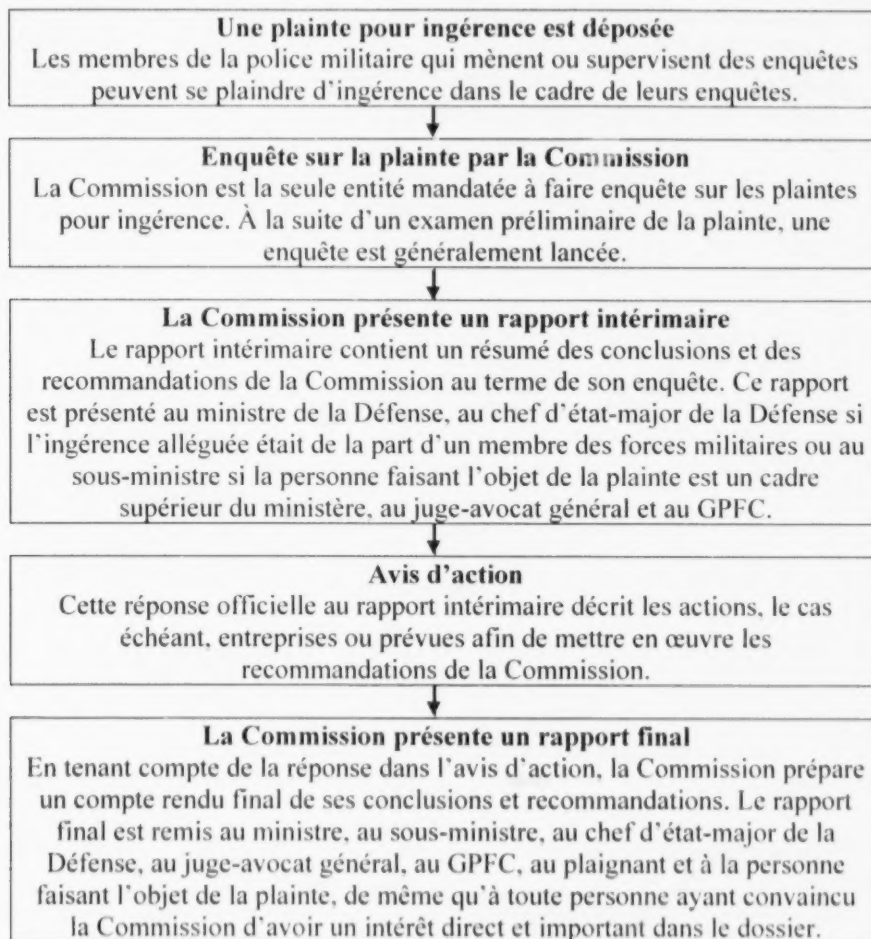 Une plainte pour ingérence est déposée
Les membres de la police militaire qui mènent ou supervisent des enquêtes
peuvent se plaindre d'ingérence dans le cadre de leurs enquêtes.
Enquête sur la plainte par la Commission
La Commission est la seule entité mandatée à faire enquête sur les plaintes
pour ingérence. À la suite d'un examen préliminaire de la plainte, une
enquête est généralement lancée.
La Commission présente un rapport intérimaire
Le rapport intérimaire contient un résumé des conclusions et des
recommandations de la Commission au terme de son enquête. Ce rapport
est présenté au ministre de la Défense, au chef d'état-major de la Défense si
l'ingérence alléguée était de la part d'un membre des forces militaires ou au
sous-ministre si la personne faisant l'objet de la plainte est un cadre
supérieur du ministère, au juge-avocat général et au GPFC.
Avis d'action
Cette réponse officielle au rapport intérimaire décrit les actions, le cas
échéant, entreprises ou prévues afin de mettre en œuvre les
recommandations de la Commission.
La Commission présente un rapport final
En tenant compte de la réponse dans l'avis d'action, la Commission prépare
un compte rendu final de ses conclusions et recommandations. Le rapport
final est remis au ministre, au sous-ministre, au chef d'état-major de la
Défense, au juge-avocat général, au GPFC, au plaignant et à la personne
faisant l'objet de la plainte, de même qu'à toute personne ayant convaincu
la Commission d'avoir un intérêt direct et important dans le dossier.